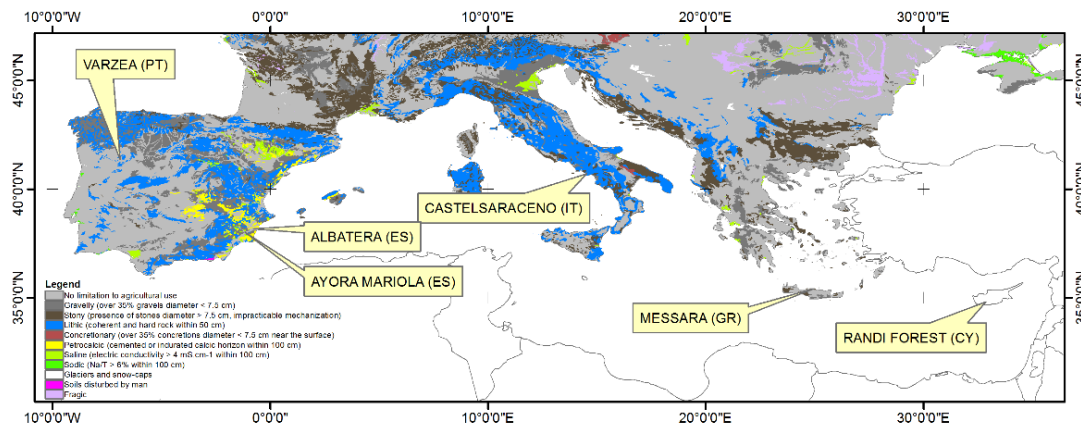 10°0'0"W 0°0'0" 10°0'0"E 20°0'0"E 30°0'0"E
VARZEA (PT)
45°0'0"N 45°0'0"N
40°0'0"N 40°0'0"N
CASTELSARACENO (IT)
ALBATERA (ES)
AYORA MARIOLA (ES)
35°0'0"N 35°0'0"N
MESSARA (GR)
RANDI FOREST (CY)
Legend
No limitation to agricultural use
Gravelly (over 35% gravels diameter < 7.5 cm)
Stony (presence of stones diameter > 7.5 cm, impracticable mechanization)
Lithic (coherent and hard rock within 50 cm)
Concretionary (over 35% concretions diameter < 7.5 cm near the surface)
Petrocalcic (cemented or indurated calcic horizon within 100 cm)
Saline (electric conductivity > 4 mS cm-1 within 100 cm)
Sodic (Na/T > 6% within 100 cm)
Glaciers and snow-caps
Soils disturbed by man
Fragic
10°0'0"W 0°0'0" 10°0'0"E 20°0'0"E 30°0'0"E